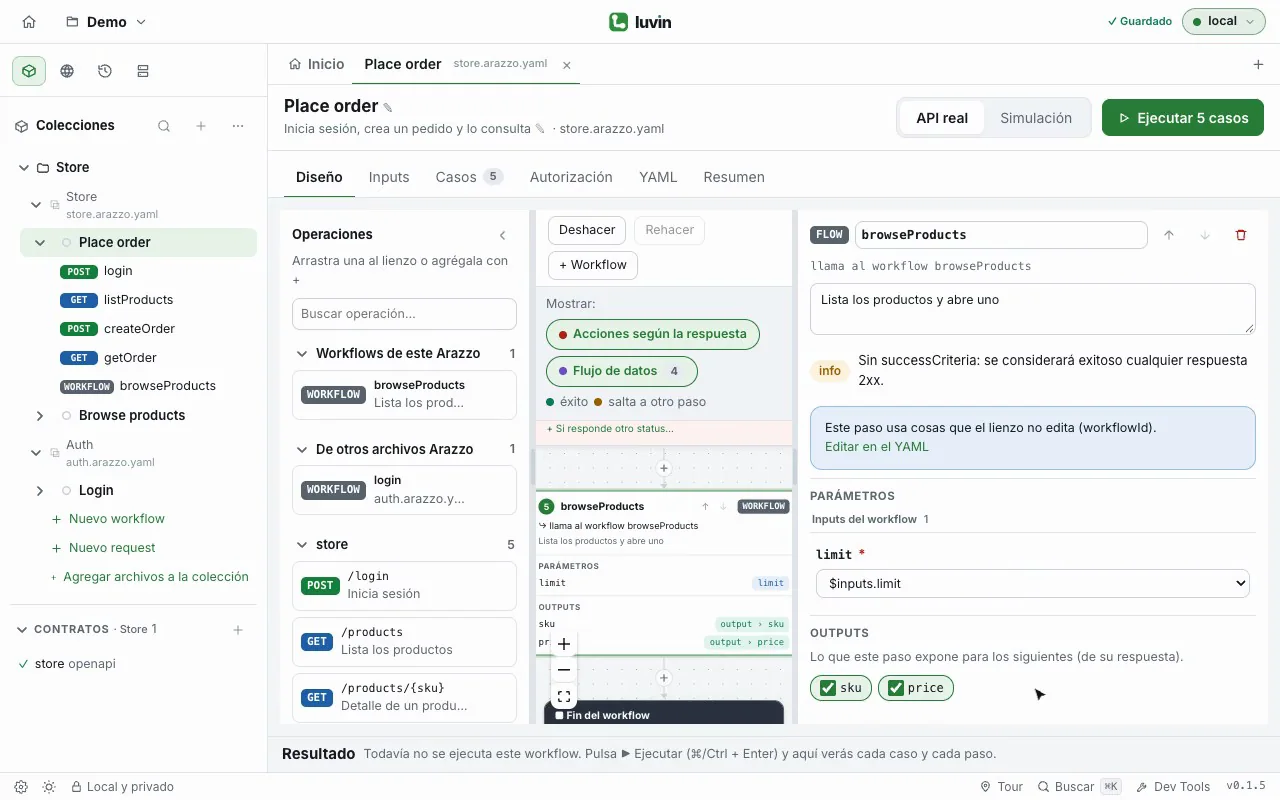 Demo
luvin
Guardado
local
Inicio
Place order store.arazzo.yaml
Place order
Inicia sesión, crea un pedido y lo consulta · store.arazzo.yaml
API real
Simulación
Ejecutar 5 casos
Diseño
Inputs
Casos 5
Autorización
YAML
Resumen
Colecciones
Store
Store
store.arazzo.yaml
Place order
POST login
GET listProducts
POST createOrder
GET getOrder
WORKFLOW browseProducts
Browse products
Auth
auth.arazzo.yaml
Login
+ Nuevo workflow
+ Nuevo request
+ Agregar archivos a la colección
CONTRATOS · Store 1
store openapi
Operaciones
Arrastra una al lienzo o agrégala con
+
Buscar operación...
Workflows de este Arazzo 1
WORKFLOW
browseProducts
Lista los prod...
De otros archivos Arazzo 1
WORKFLOW
login
auth.arazzo.y...
store 5
POST
/login
Inicia sesión
GET
/products
Lista los productos
GET
/products/{sku}
Detalle de un produ...
Deshacer
Rehacer
+ Workflow
Mostrar:
Acciones según la respuesta
Flujo de datos 4
éxito salta a otro paso
+ Si responde otro status...
5 browseProducts WORKFLOW
↪ llama al workflow browseProducts
Lista los productos y abre uno
PARÁMETROS
limit limit
OUTPUTS
sku output › sku
output › price
Fin del workflow
FLOW browseProducts
llama al workflow browseProducts
Lista los productos y abre uno
info
Sin successCriteria: se considerará exitoso cualquier respuesta
2xx.
Este paso usa cosas que el lienzo no edita (workflowId).
Editar en el YAML
PARÁMETROS
Inputs del workflow 1
limit *
$inputs.limit
OUTPUTS
Lo que este paso expone para los siguientes (de su respuesta).
sku
price
Resultado Todavía no se ejecuta este workflow. Pulsa ▶ Ejecutar (⌘/Ctrl + Enter) y aquí verás cada caso y cada paso.
Local y privado
Tour
Buscar ⌘K
Dev Tools
v0.1.5